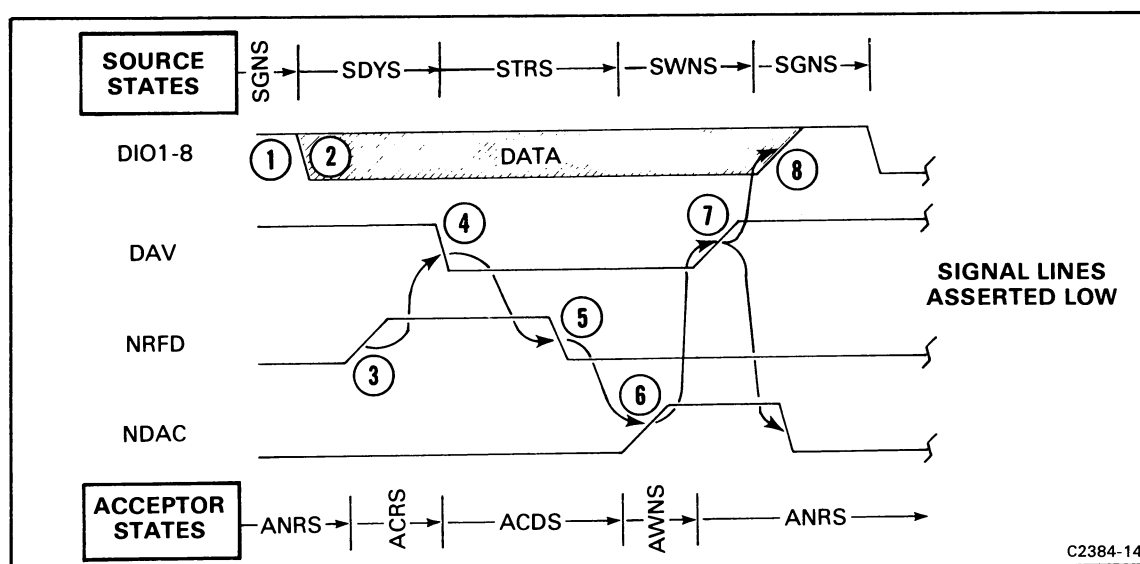 SOURCE
STATES
SGNS
SDYS
STRS
SWNS
SGNS
DIO1-8
1
2
DATA
8
DAV
4
7
SIGNAL LINES
ASSERTED LOW
NRFD
3
5
NDAC
6
ACCEPTOR
STATES
ANRS
ACRS
ACDS
AWNS
ANRS
C2384-14